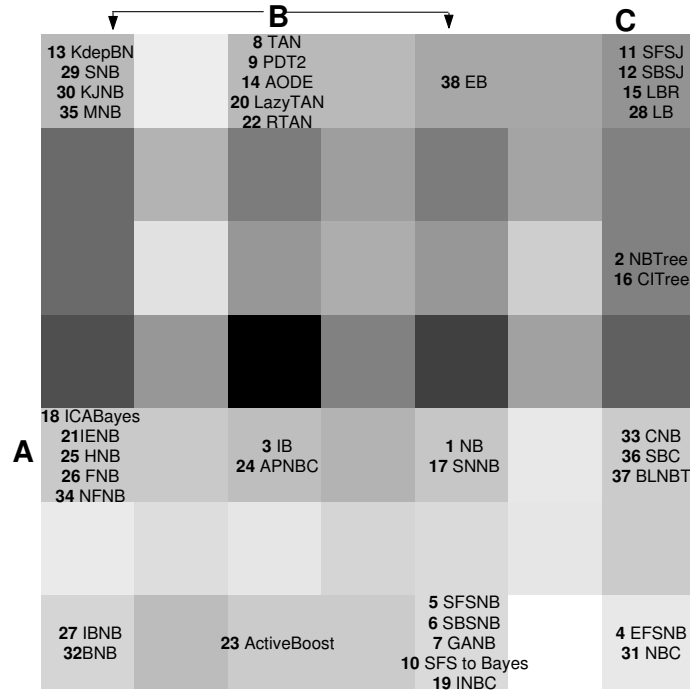 B
C
13 KdepBN
29 SNB
30 KJNB
35 MNB
8 TAN
9 PDT2
14 AODE
20 LazyTAN
22 RTAN
38 EB
11 SFSJ
12 SBSJ
15 LBR
28 LB
2 NBTree
16 CITree
A
18 ICABayes
21IENB
25 HNB
26 FNB
34 NFNB
3 IB
24 APNBC
1 NB
17 SNNB
33 CNB
36 SBC
37 BLNBT
27 IBNB
32BNB
23 ActiveBoost
5 SFSNB
6 SBSNB
7 GANB
10 SFS to Bayes
19 INBC
4 EFSNB
31 NBC